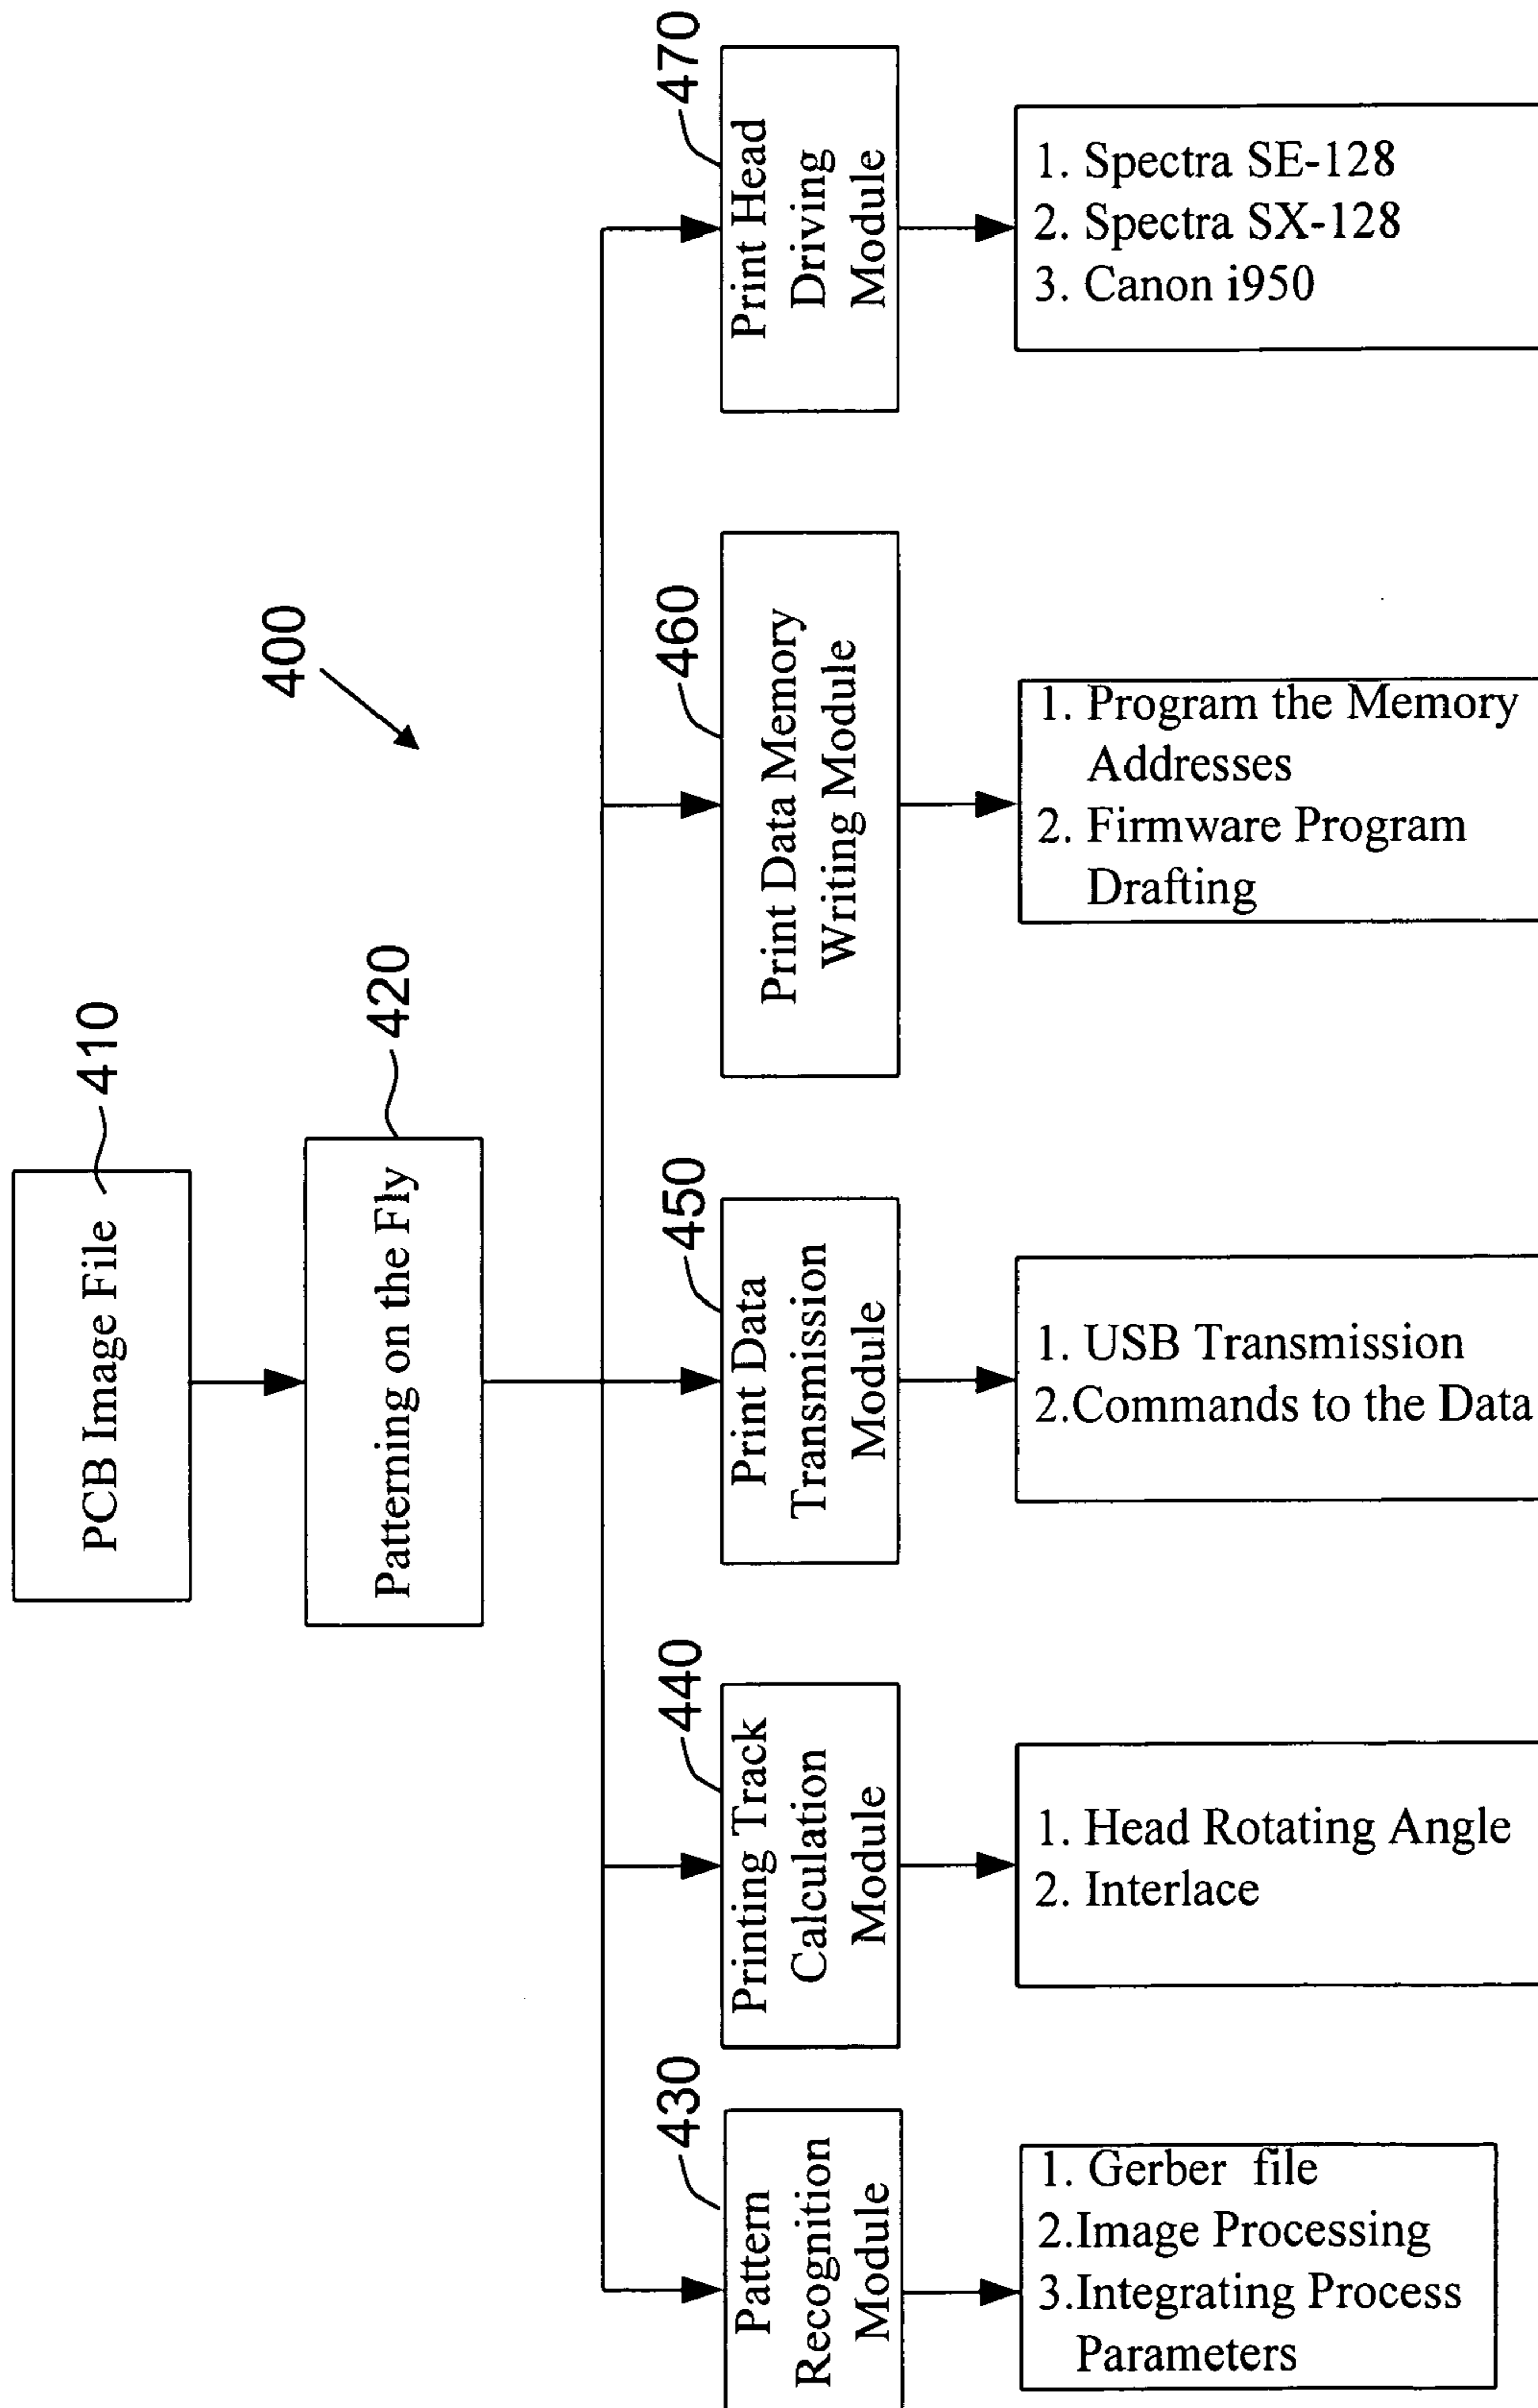 400
PCB Image File
410
Patterning on the Fly
420
430
Pattern
Recognition
Module
1. Gerber file
2.Image Processing
3.Integrating Process
Parameters
440
Printing Track
Calculation
Module
1. Head Rotating Angle
2. Interlace
450
Print Data
Transmission
Module
1. USB Transmission
2.Commands to the Data
460
Print Data Memory
Writing Module
1. Program the Memory
Addresses
2. Firmware Program
Drafting
470
Print Head
Driving
Module
1. Spectra SE-128
2. Spectra SX-128
3. Canon i950